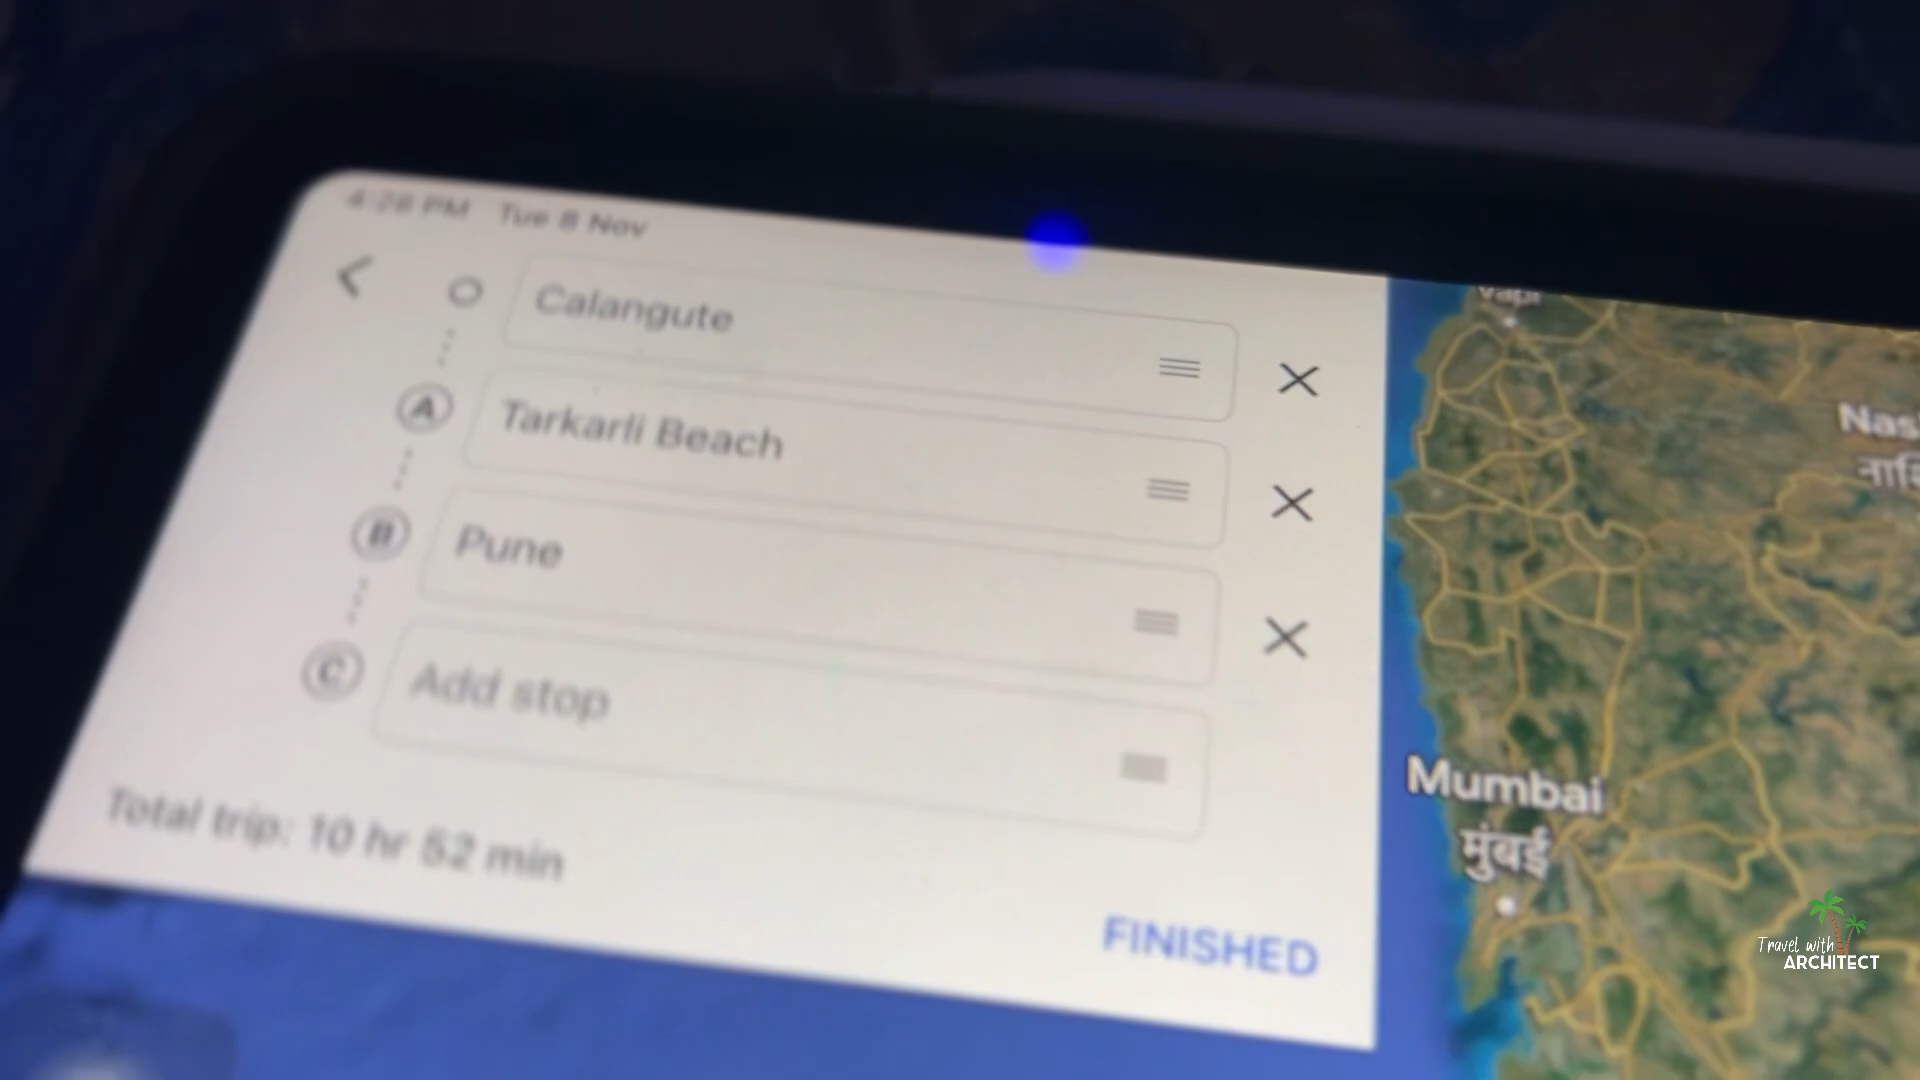 4:28 PM Tue 8 Nov
Calangute
A
Tarkarli Beach
B
Pune
C
Add stop
Total trip: 10 hr 52 min
FINISHED
Vapi
Nas
नाशि
Mumbai
मुंबई
Travel with
ARCHITECT